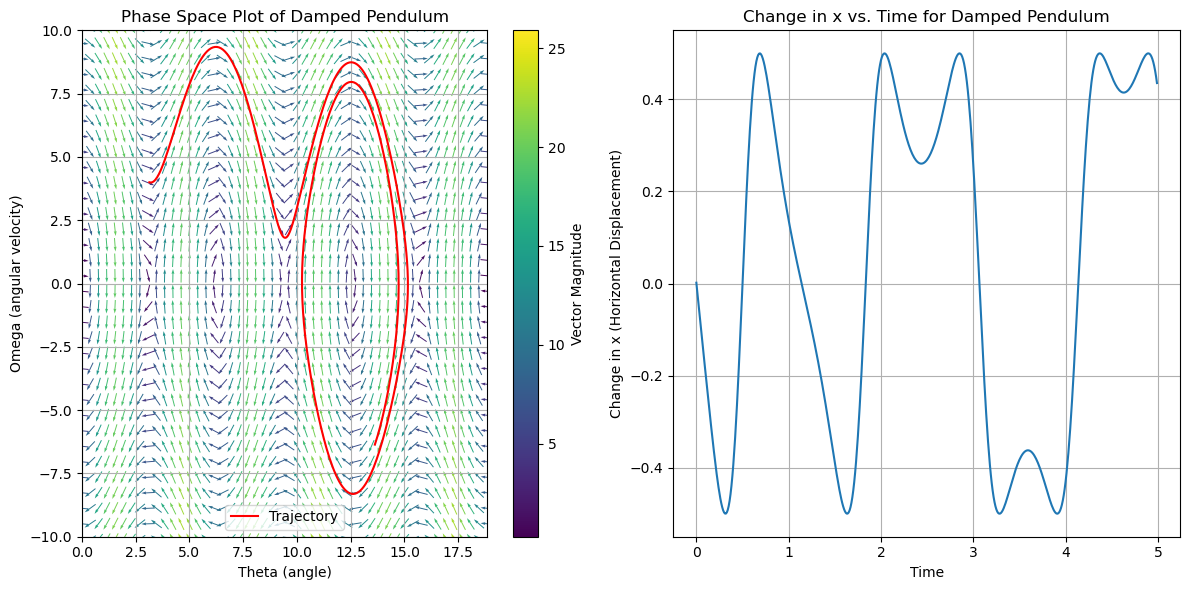 Phase Space Plot of Damped Pendulum
Omega (angular velocity)
10.0
7.5
5.0
2.5
0.0
−2.5
−5.0
−7.5
−10.0
0.0 2.5 5.0 7.5 10.0 12.5 15.0 17.5
Theta (angle)
Trajectory
25
20
15
10
5
Vector Magnitude
Change in x vs. Time for Damped Pendulum
Change in x (Horizontal Displacement)
0.4
0.2
0.0
−0.2
−0.4
0 1 2 3 4 5
Time